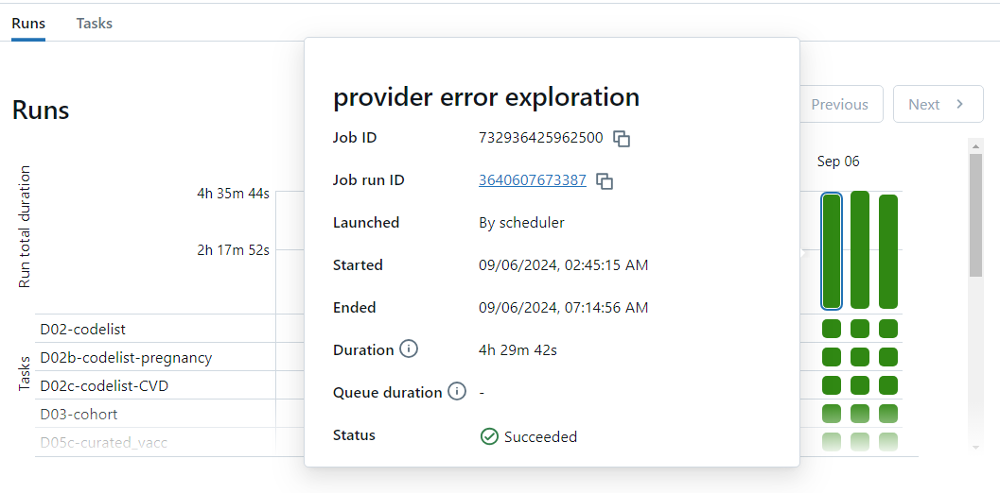 Runs Tasks
Runs
Previous Next
Sep 06
Run total duration
4h 35m 44s
2h 17m 52s
Tasks
D02-codelist
D02b-codelist-pregnancy
D02c-codelist-CVD
D03-cohort
D05c-curated_vacc
provider error exploration
Job ID 732936425962500
Job run ID 3640607673387
Launched By scheduler
Started 09/06/2024, 02:45:15 AM
Ended 09/06/2024, 07:14:56 AM
Duration 4h 29m 42s
Queue duration -
Status Succeeded